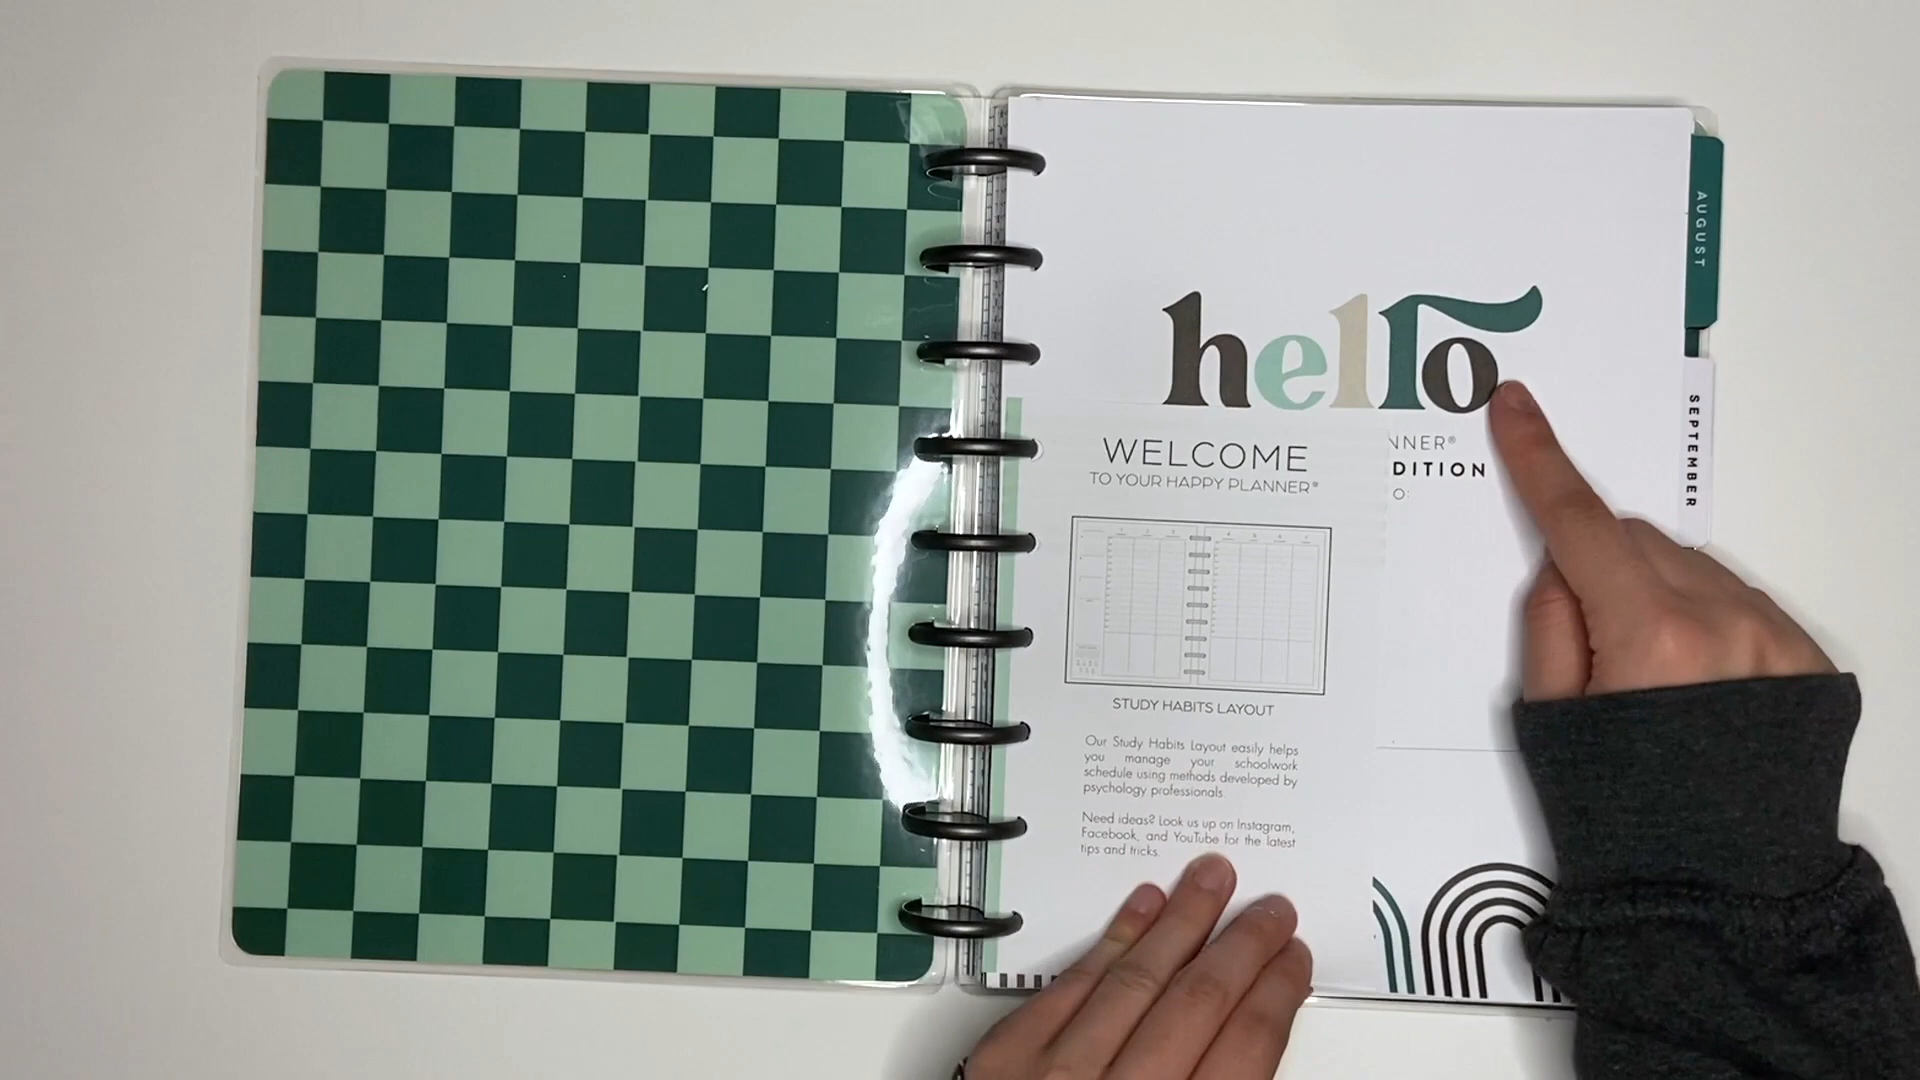 hello
WELCOME
TO YOUR HAPPY PLANNER®
NNER®
DITION
O:
STUDY HABITS LAYOUT
Our Study Habits Layout easily helps
you manage your schoolwork
schedule using methods developed by
psychology professionals.
Need ideas? Look us up on Instagram,
Facebook, and YouTube for the latest
tips and tricks.
AUGUST
SEPTEMBER